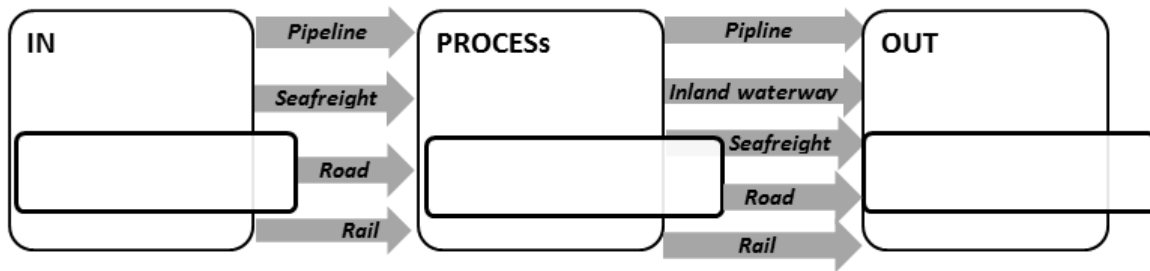 IN
Pipeline
Seafreight
Road
Rail
PROCESs
Pipline
Inland waterway
Seafreight
Road
Rail
OUT